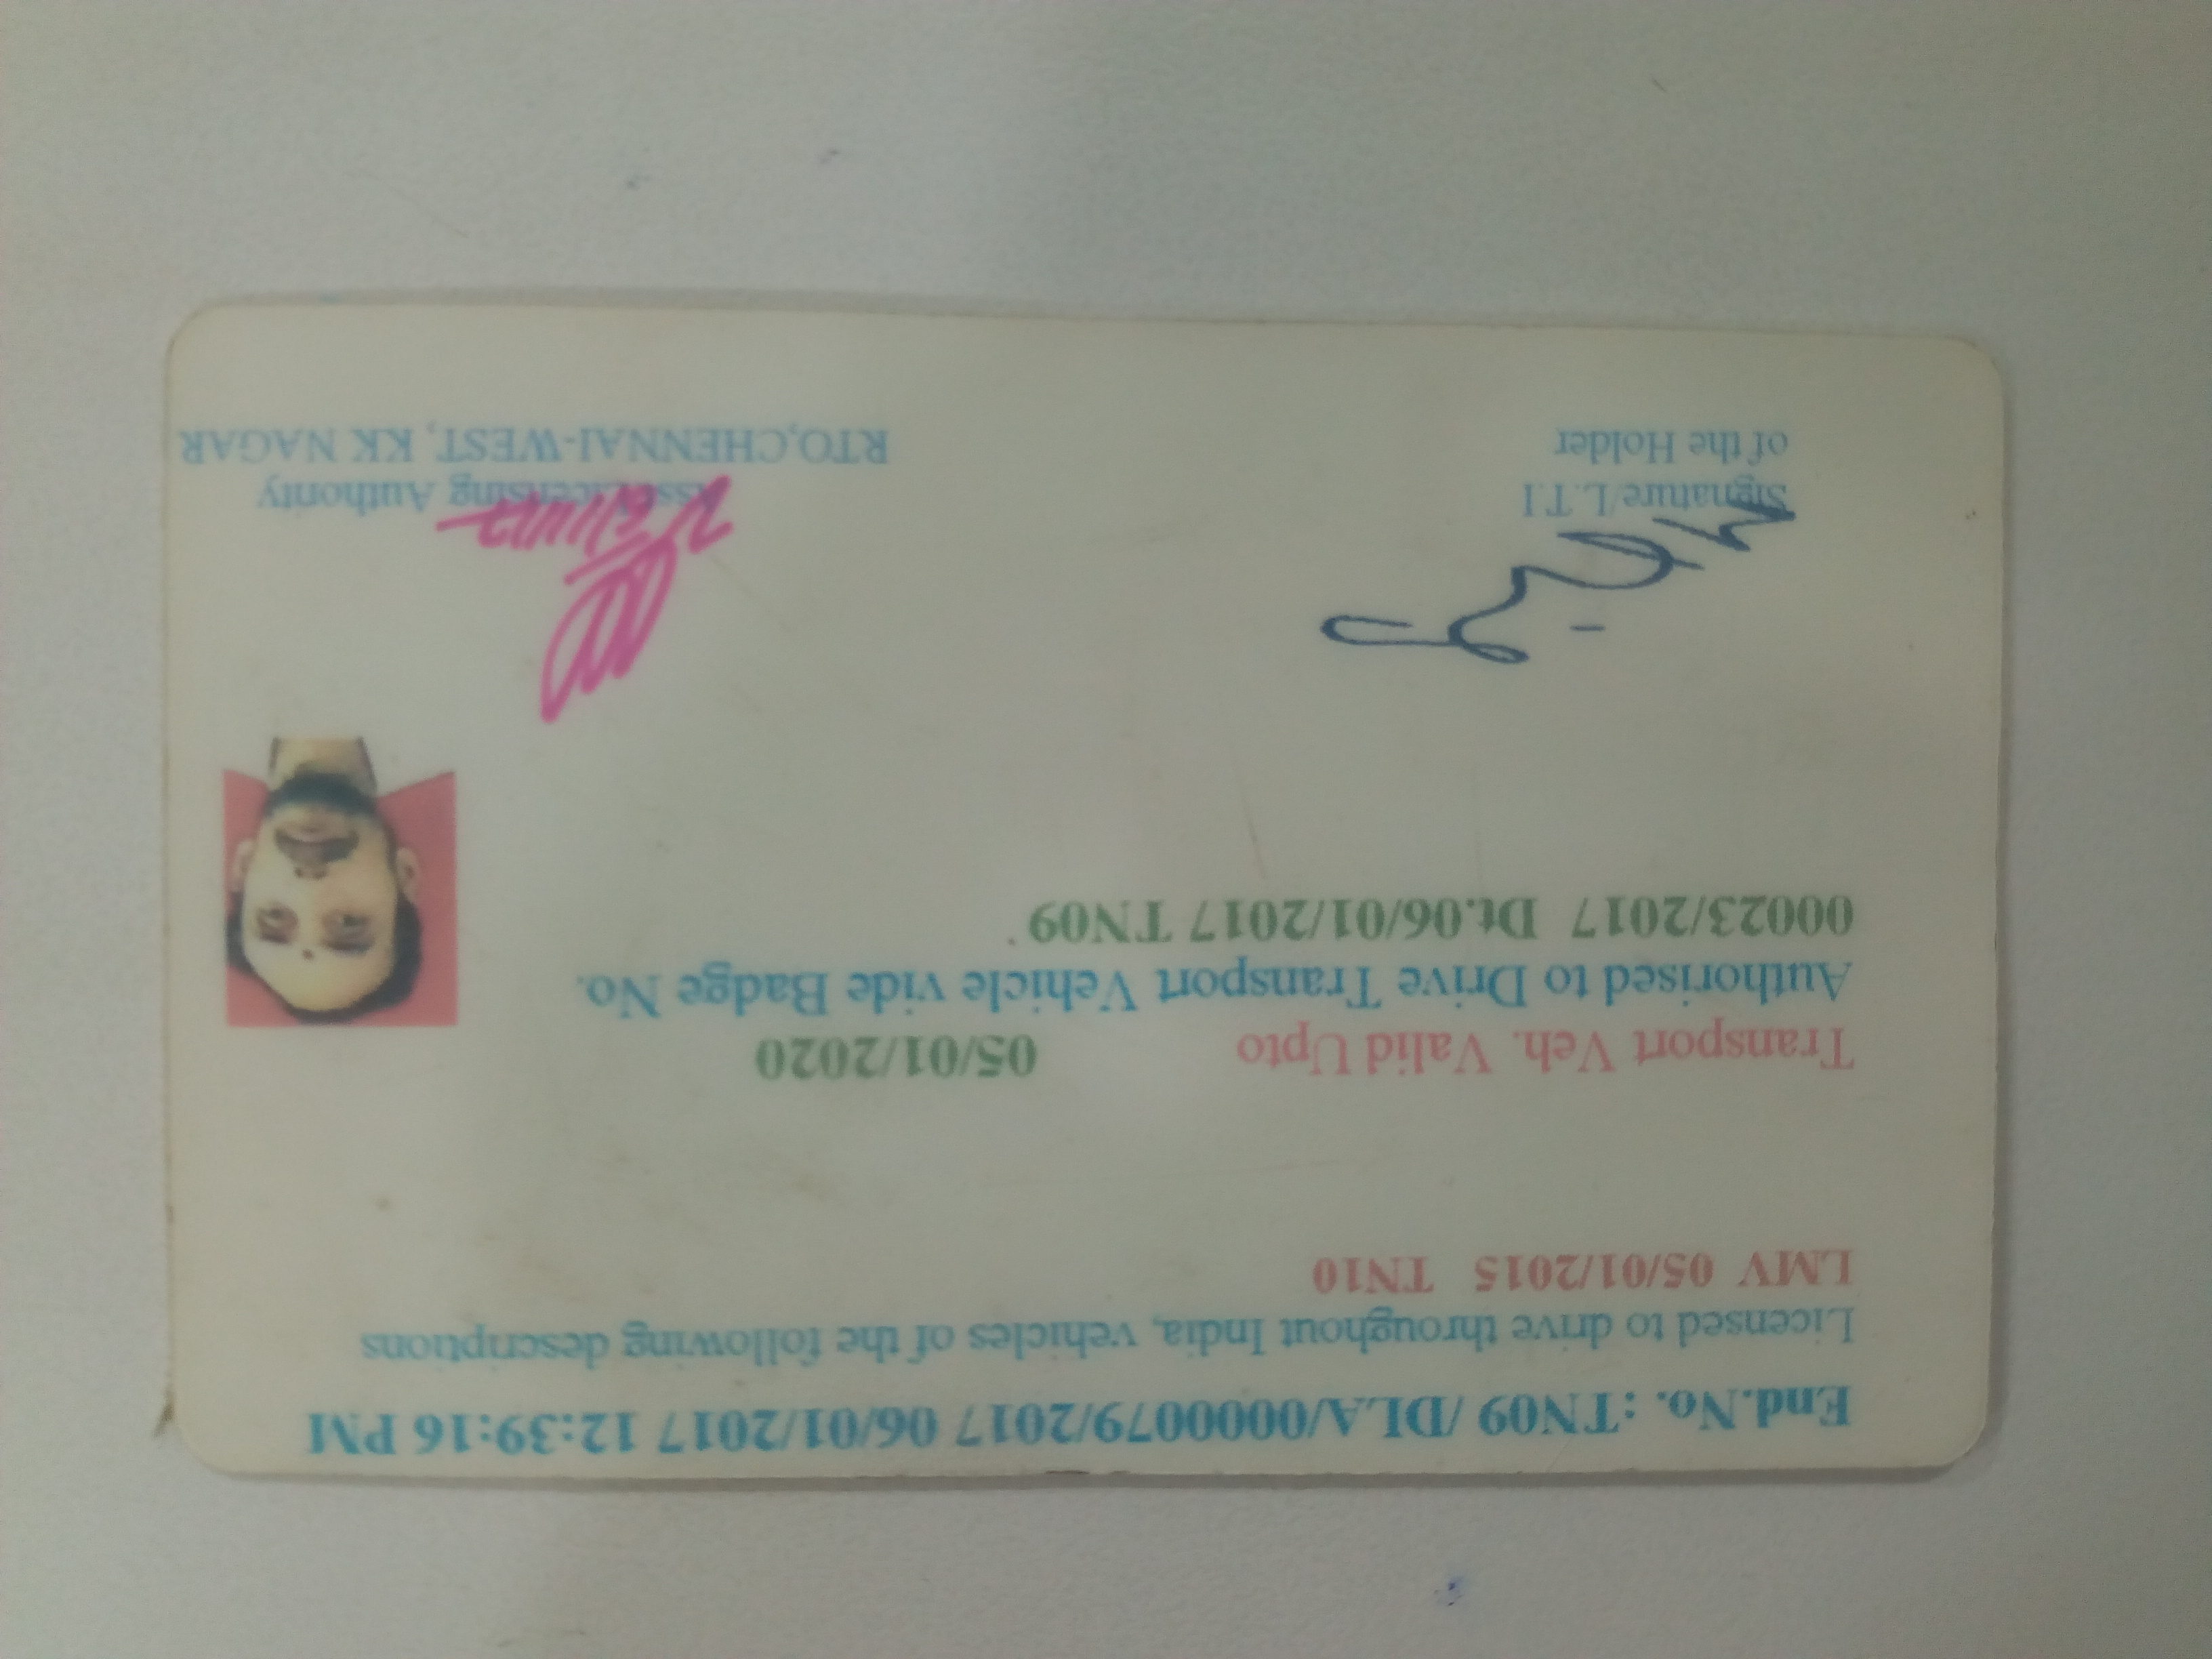 End.No. :TN09 /DLA/0000079/2017 06/01/2017 12:39:16 PM
Licensed to drive throughout India, vehicles of the following descriptions
LMV 05/01/2015 TN10
Transport Veh. Valid Upto 05/01/2020
Authorised to Drive Transport Vehicle vide Badge No.
00023/2017 Dt.06/01/2017 TN09
Signature/L.T.I
of the Holder
Licensing Authority
RTO,CHENNAI-WEST, KK NAGAR